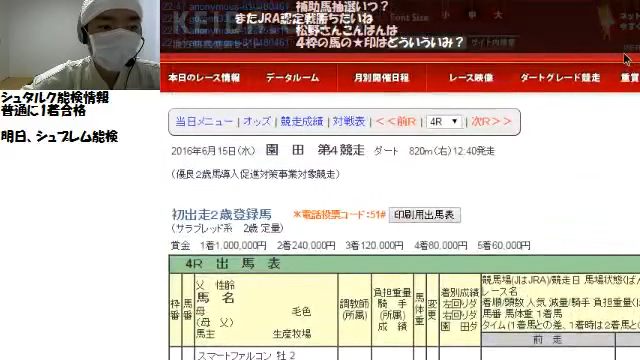 補助馬抽選いつ？
またJRA認定戦勝ちたいね
松野さんこんばんは
4枠の馬の★印はどういういみ？
サイト内検索
本日のレース情報 データルーム 月別開催日程 レース映像 ダートグレード競走 重賞
シュタルク能検情報
普通に1着合格
明日、シュプレム能検
当日メニュー｜オッズ｜競走成績｜対戦表｜＜＜前R｜4R｜次R＞＞
2016年6月15日(水) 園 田 第4競走 ダート 820m(右)12:40発走
(優良2歳馬導入促進対策事業対象競走)
初出走2歳登録馬 ＊電話投票コード:51# 印刷用出馬表
(サラブレッド系 2歳 定量)
賞金 1着1,000,000円 2着240,000円 3着120,000円 4着80,000円 5着60,000円
4R 出 馬 表
枠番
馬番
父 性齢
馬 名
母 毛色
(母 父)
馬主 生産牧場
調教師
(所属)
負担重量
騎 手
(所属)
成 績
馬体重
変更
着別成績
左回りダ
右回りダ
園 田ダ
競馬場(JはJRA)/競走日 馬場状態(ば
レース名
着順/頭数 人気 減量/騎手 負担重量(
馬番 馬体重 1着馬
タイム(1着馬との差、1着時は2着馬と
前 走
スマートファルコン 牡 2